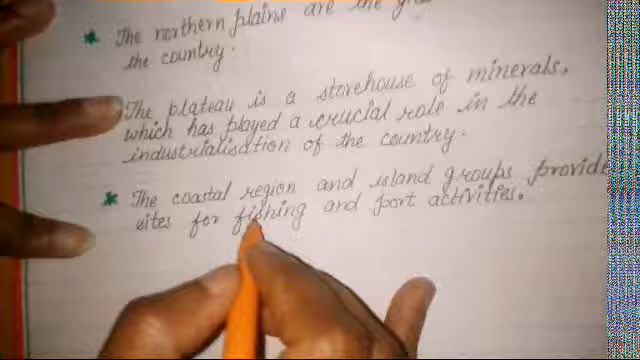 ★ The northern plains are the
the country.
The plateau is a storehouse of minerals,
which has played a crucial role in the
industrialisation of the country.
★ The coastal region and island groups provide
sites for fishing and port activities.